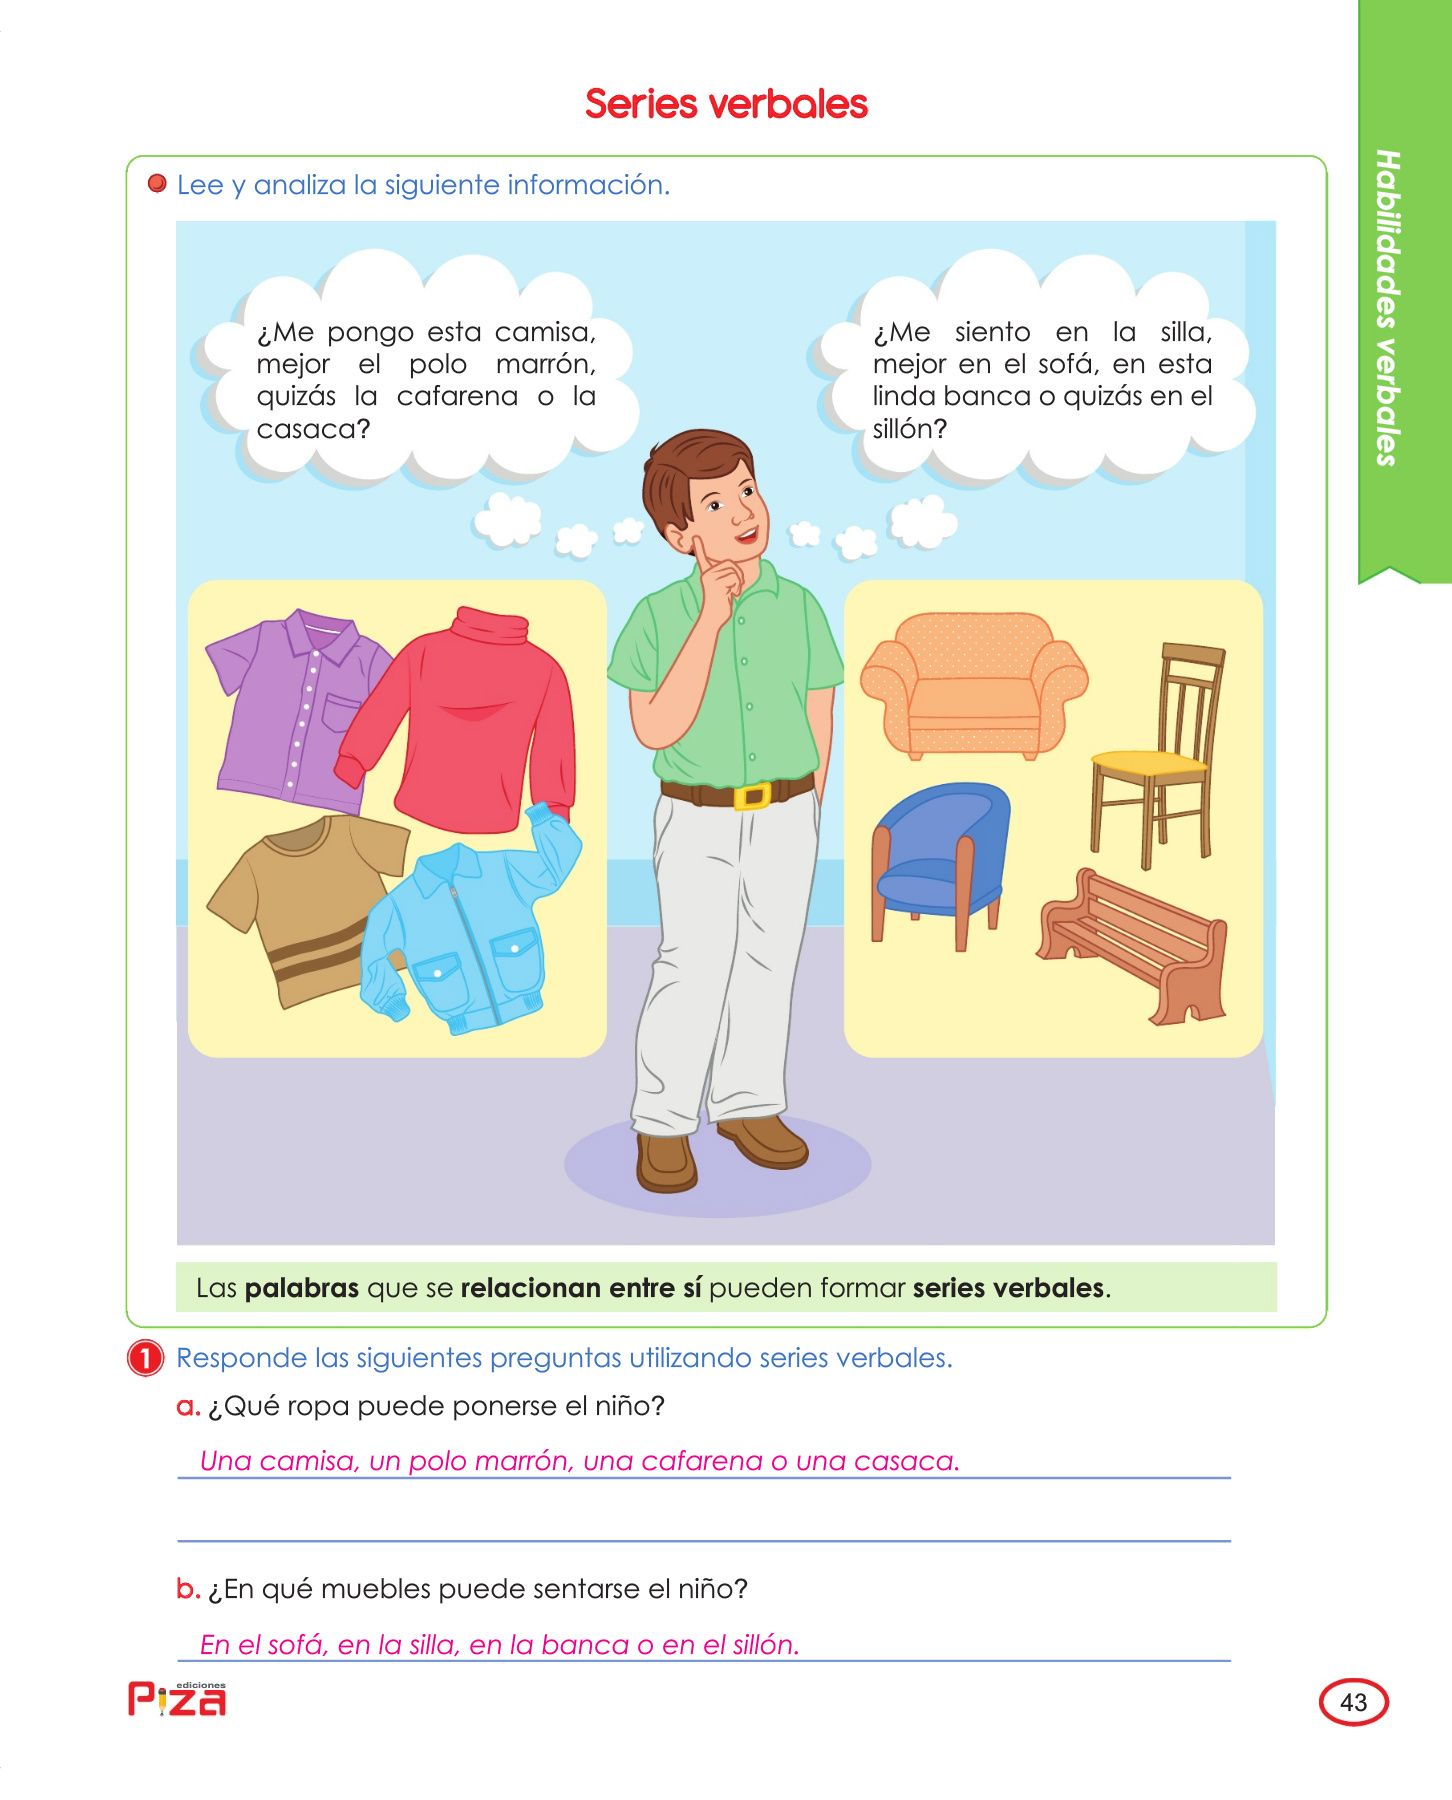 Series verbales
Habilidades verbales
Lee y analiza la siguiente información.
¿Me pongo esta camisa,
mejor el polo marrón,
quizás la cafarena o la
casaca?
¿Me siento en la silla,
mejor en el sofá, en esta
linda banca o quizás en el
sillón?
Las palabras que se relacionan entre sí pueden formar series verbales.
1 Responde las siguientes preguntas utilizando series verbales.
a. ¿Qué ropa puede ponerse el niño?
Una camisa, un polo marrón, una cafarena o una casaca.
b. ¿En qué muebles puede sentarse el niño?
En el sofá, en la silla, en la banca o en el sillón.
ediciones
Piza
43